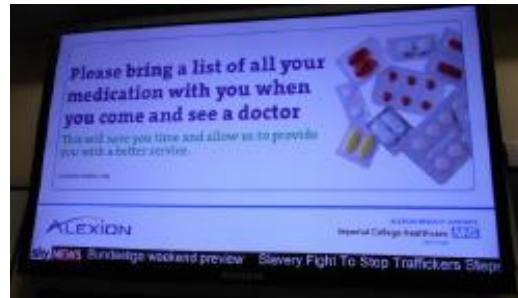 Please bring a list of all your
medication with you when
you come and see a doctor
This will save you time and allow us to provide
you with a better service.
ALEXION
Imperial College Healthcare NHS
sky NEWS Bundesliga weekend preview Slavery Fight To Stop Traffickers Steps